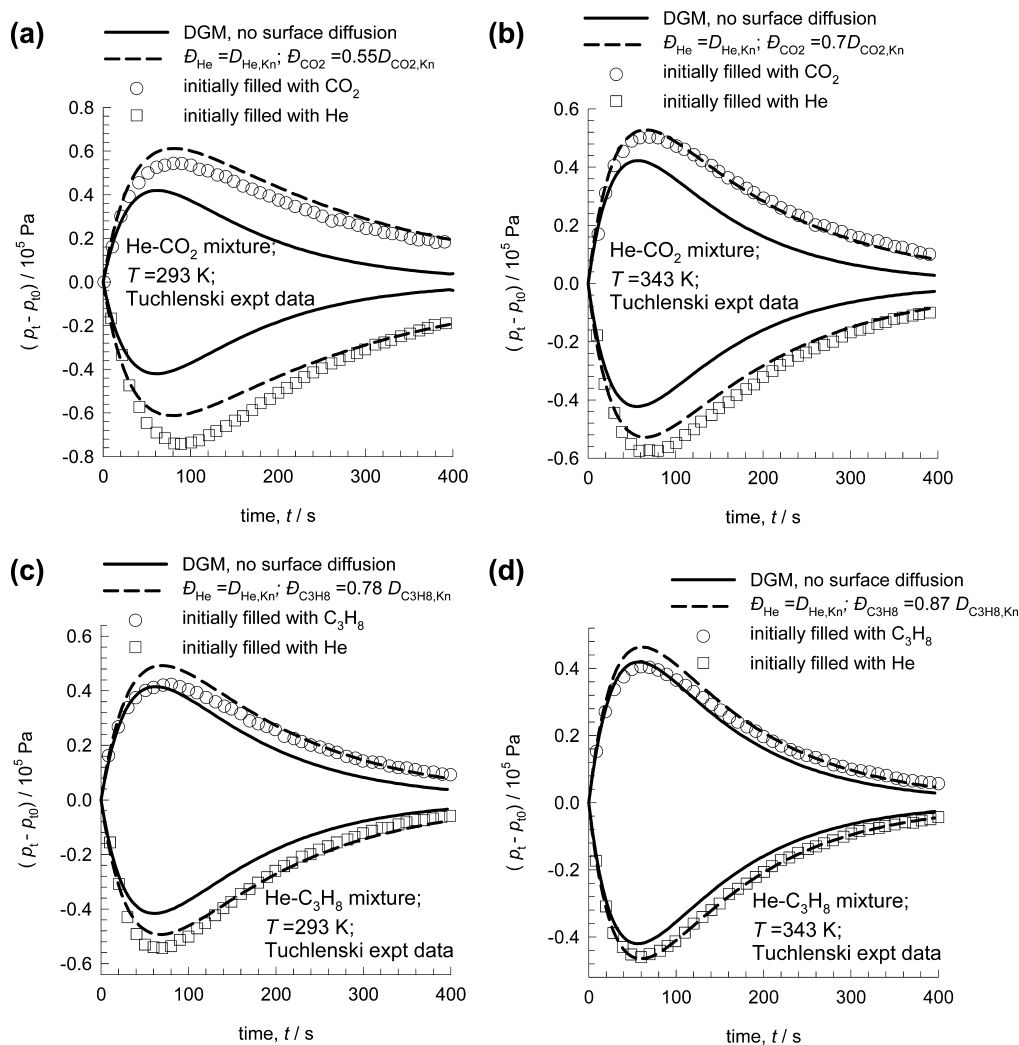 (a)
DGM, no surface diffusion
Đ_He =D_He,Kn; Đ_CO2 =0.55D_CO2,Kn
initially filled with CO₂
initially filled with He
0.8
0.6
0.4
0.2
0.0
-0.2
-0.4
-0.6
-0.8
( p_t - p_t0) / 10⁵ Pa
He-CO₂ mixture;
T =293 K;
Tuchlenski expt data
0 100 200 300 400
time, t / s
(b)
DGM, no surface diffusion
Đ_He =D_He,Kn; Đ_CO2 =0.7D_CO2,Kn
initially filled with CO₂
initially filled with He
0.6
0.4
0.2
0.0
-0.2
-0.4
-0.6
( p_t - p_t0) / 10⁵ Pa
He-CO₂ mixture;
T =343 K;
Tuchlenski expt data
0 100 200 300 400
time, t / s
(c)
DGM, no surface diffusion
Đ_He =D_He,Kn; Đ_C3H8 =0.78 D_C3H8,Kn
initially filled with C₃H₈
initially filled with He
0.6
0.4
0.2
0.0
-0.2
-0.4
-0.6
( p_t - p_t0) / 10⁵ Pa
He-C₃H₈ mixture;
T =293 K;
Tuchlenski expt data
0 100 200 300 400
time, t / s
(d)
DGM, no surface diffusion
Đ_He =D_He,Kn; Đ_C3H8 =0.87 D_C3H8,Kn
initially filled with C₃H₈
initially filled with He
0.4
0.2
0.0
-0.2
-0.4
( p_t - p_t0) / 10⁵ Pa
He-C₃H₈ mixture;
T =343 K;
Tuchlenski expt data
0 100 200 300 400
time, t / s